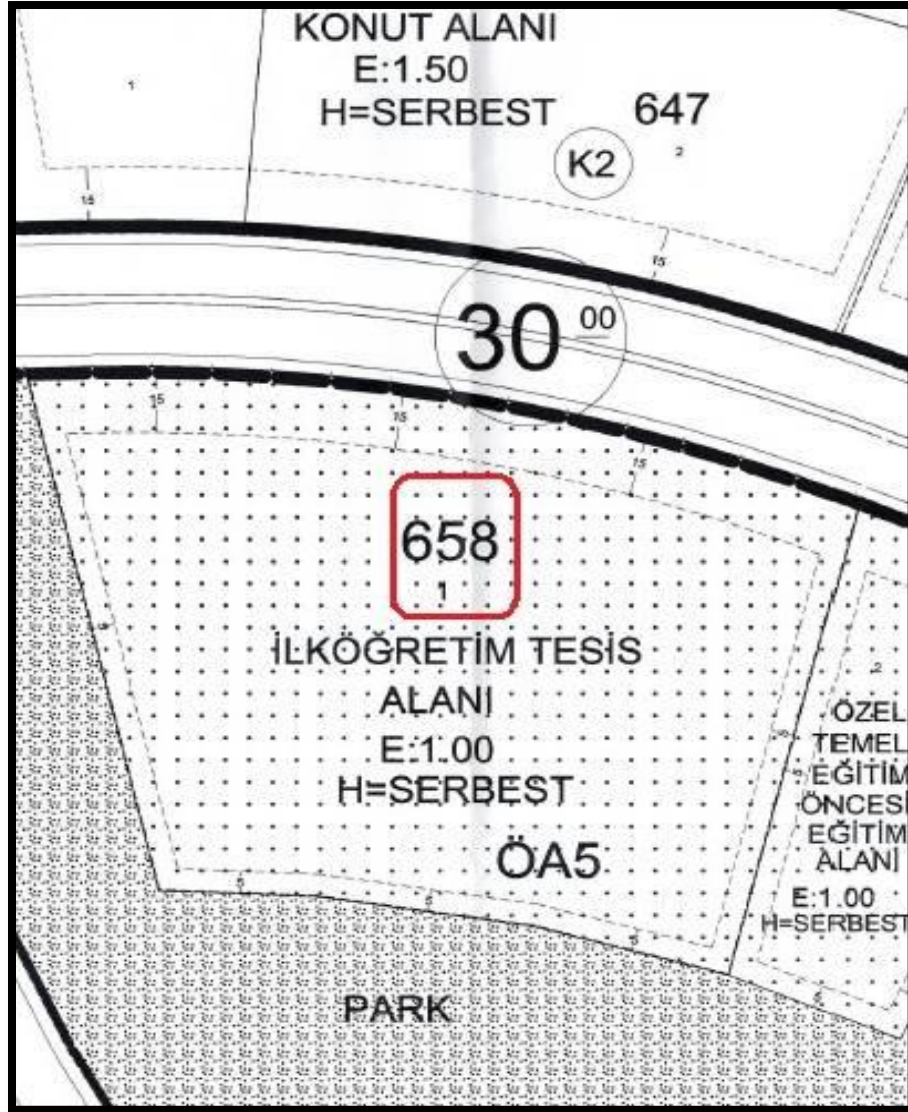 KONUT ALANI
E:1.50
H=SERBEST
647
1
2
K2
15
15
30 00
15
15
15
658
1
İLKÖĞRETİM TESİS
ALANI
E:1.00
H=SERBEST
ÖA5
2
ÖZEL
TEMEL
EĞİTİM
ÖNCESİ
EĞİTİM
ALANI
E:1.00
H=SERBEST
5
5
5
PARK